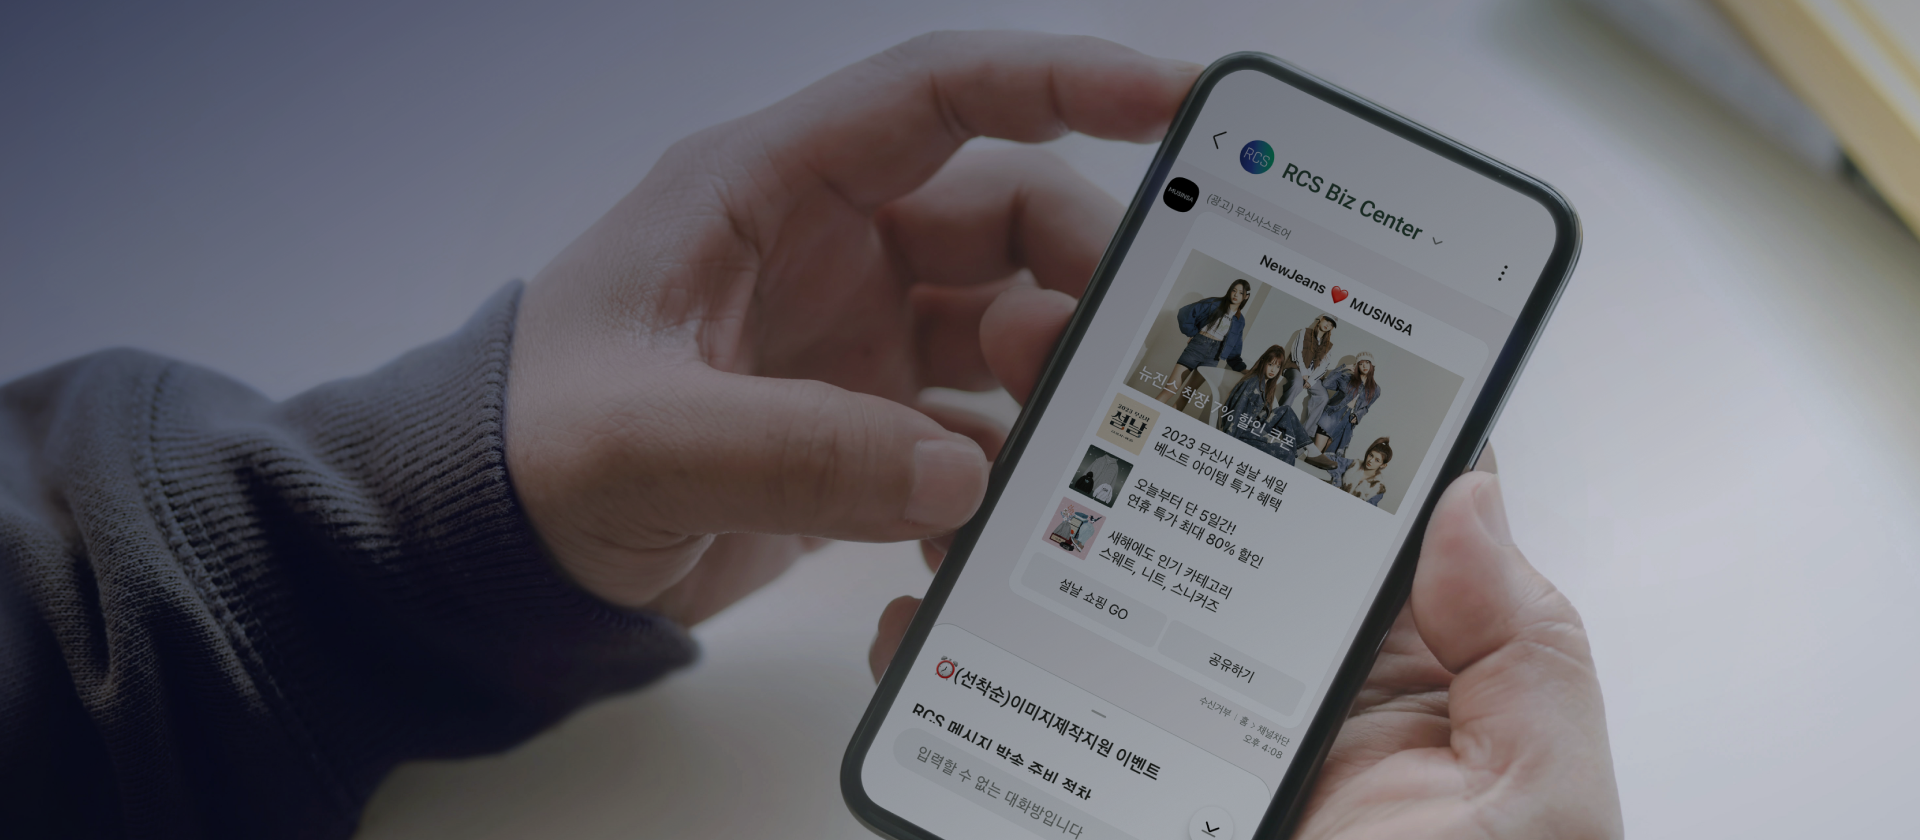 RCS
RCS Biz Center
MUSINSA
(광고) 무신사스토어
NewJeans ❤️ MUSINSA
뉴진스 착장 7% 할인 쿠폰
2023 무신사
설날
2023 무신사 설날 세일
베스트 아이템 특가 혜택
오늘부터 단 5일간!
연휴 특가 최대 80% 할인
새해에도 인기 카테고리
스웨트, 니트, 스니커즈
설날 쇼핑 GO
공유하기
수신거부 | 홈 > 채널차단
오후 4:08
⏰(선착순)이미지제작지원 이벤트
RCS 메시지 발송 준비 절차
입력할 수 없는 대화방입니다